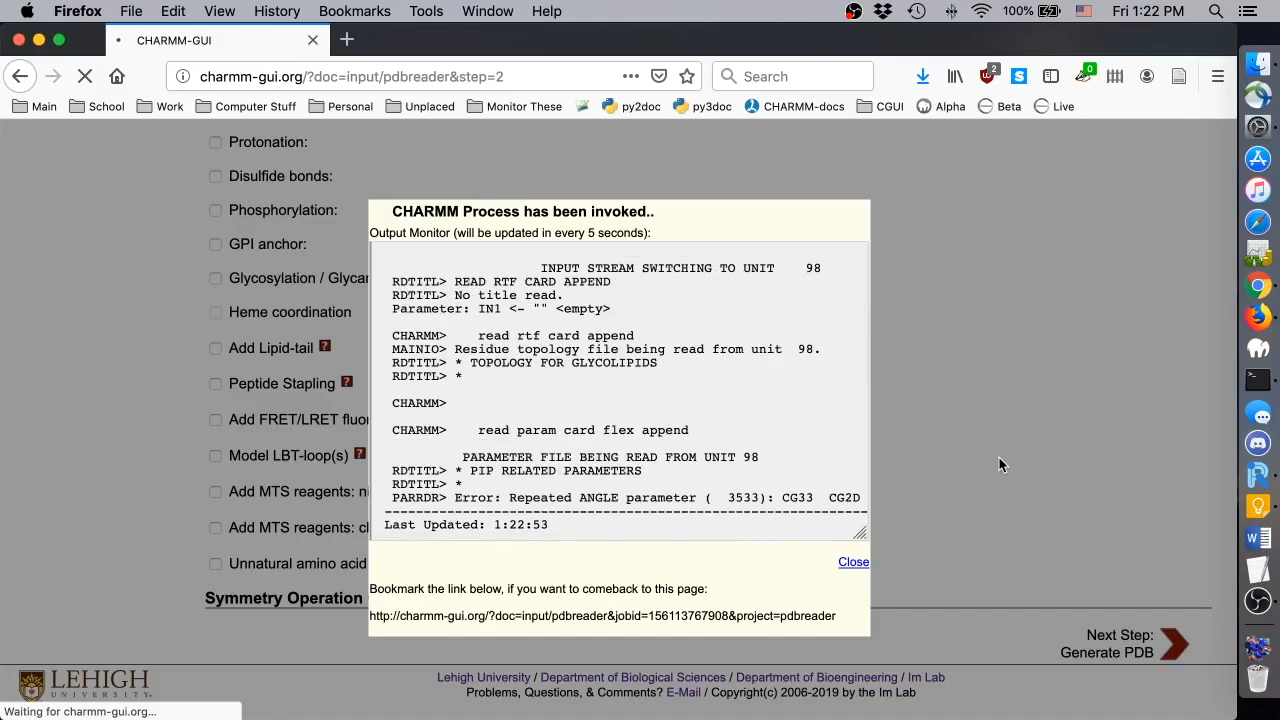 Firefox File Edit View History Bookmarks Tools Window Help 100% Fri 1:22 PM
CHARMM-GUI
charmm-gui.org/?doc=input/pdbreader&step=2 Search 2 0
Main School Work Computer Stuff Personal Unplaced Monitor These py2doc py3doc CHARMM-docs CGUI Alpha Beta Live
Protonation:
Disulfide bonds:
Phosphorylation:
GPI anchor:
Glycosylation / Glycar
Heme coordination
Add Lipid-tail ?
Peptide Stapling ?
Add FRET/LRET fluor
Model LBT-loop(s) ?
Add MTS reagents: ni
Add MTS reagents: cl
Unnatural amino acid
Symmetry Operation
CHARMM Process has been invoked..
Output Monitor (will be updated in every 5 seconds):
INPUT STREAM SWITCHING TO UNIT 98
RDTITL> READ RTF CARD APPEND
RDTITL> No title read.
Parameter: IN1 <- "" <empty>
CHARMM> read rtf card append
MAINIO> Residue topology file being read from unit 98.
RDTITL> * TOPOLOGY FOR GLYCOLIPIDS
RDTITL> *
CHARMM>
CHARMM> read param card flex append
PARAMETER FILE BEING READ FROM UNIT 98
RDTITL> * PIP RELATED PARAMETERS
RDTITL> *
PARRDR> Error: Repeated ANGLE parameter ( 3533): CG33 CG2D
Last Updated: 1:22:53
Close
Bookmark the link below, if you want to comeback to this page:
http://charmm-gui.org/?doc=input/pdbreader&jobid=156113767908&project=pdbreader
Next Step:
Generate PDB
LEHIGH
UNIVERSITY
Lehigh University / Department of Biological Sciences / Department of Bioengineering / Im Lab
Problems, Questions, & Comments? E-Mail / Copyright(c) 2006-2019 by the Im Lab
Waiting for charmm-gui.org...